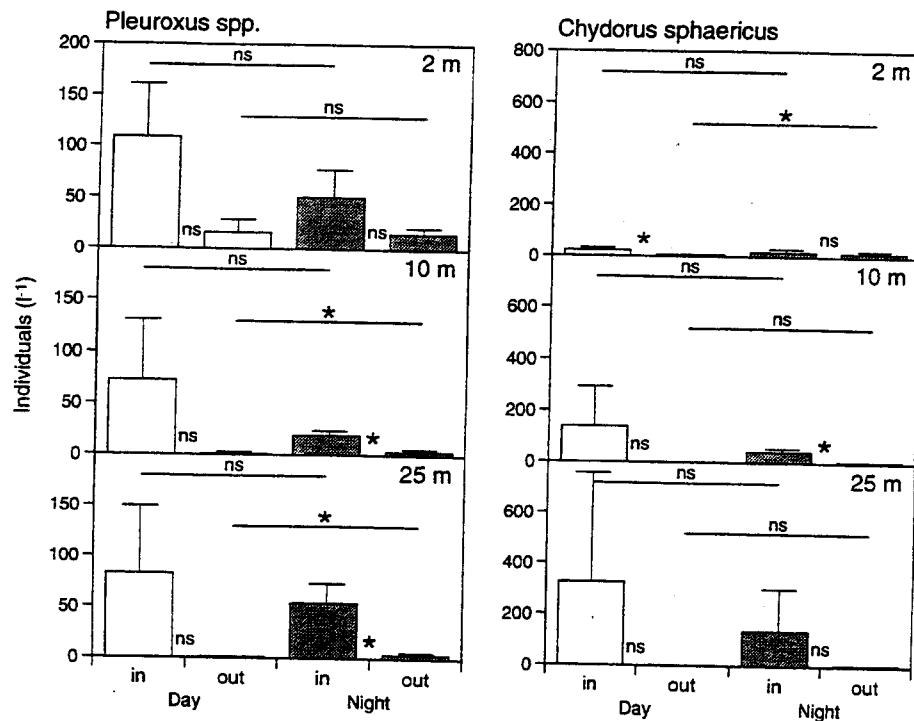 Pleuroxus spp.
200
150
100
50
0
2 m
ns
ns
ns
ns
150
100
50
0
10 m
ns
*
ns
*
150
100
50
0
25 m
ns
*
ns
*
in out in out
Day Night
Individuals (l⁻¹)
Chydorus sphaericus
800
600
400
200
0
2 m
ns
*
*
ns
600
400
200
0
10 m
ns
ns
ns
*
600
400
200
0
25 m
ns
ns
ns
ns
in out in out
Day Night